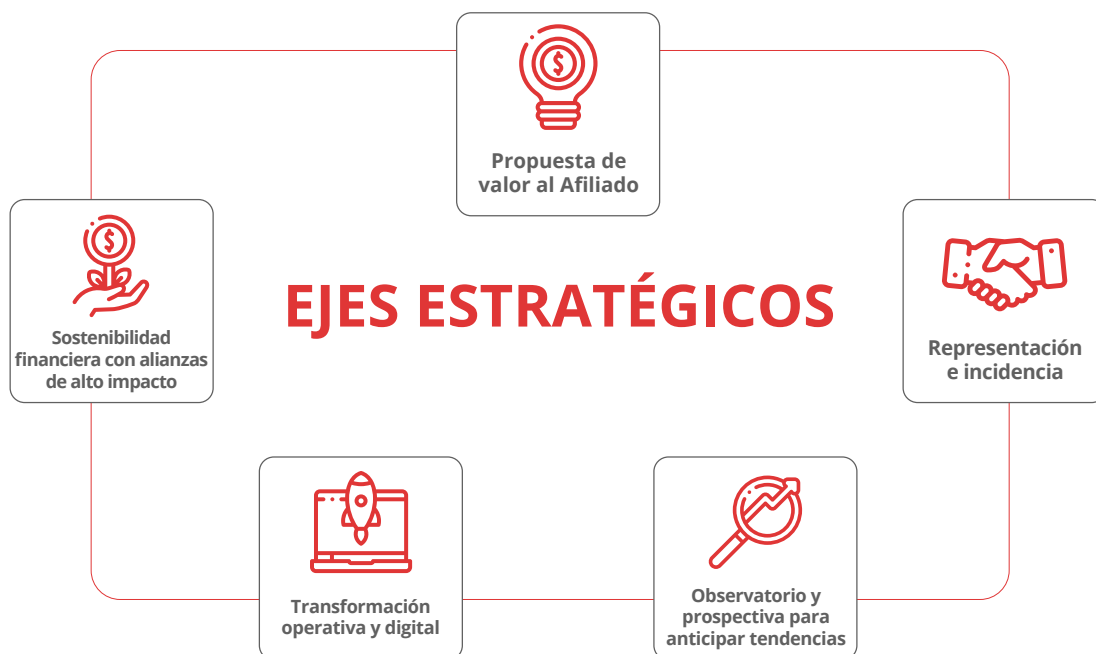 Propuesta de
valor al Afiliado
Sostenibilidad
financiera con alianzas
de alto impacto
EJES ESTRATÉGICOS
Representación
e incidencia
Transformación
operativa y digital
Observatorio y
prospectiva para
anticipar tendencias